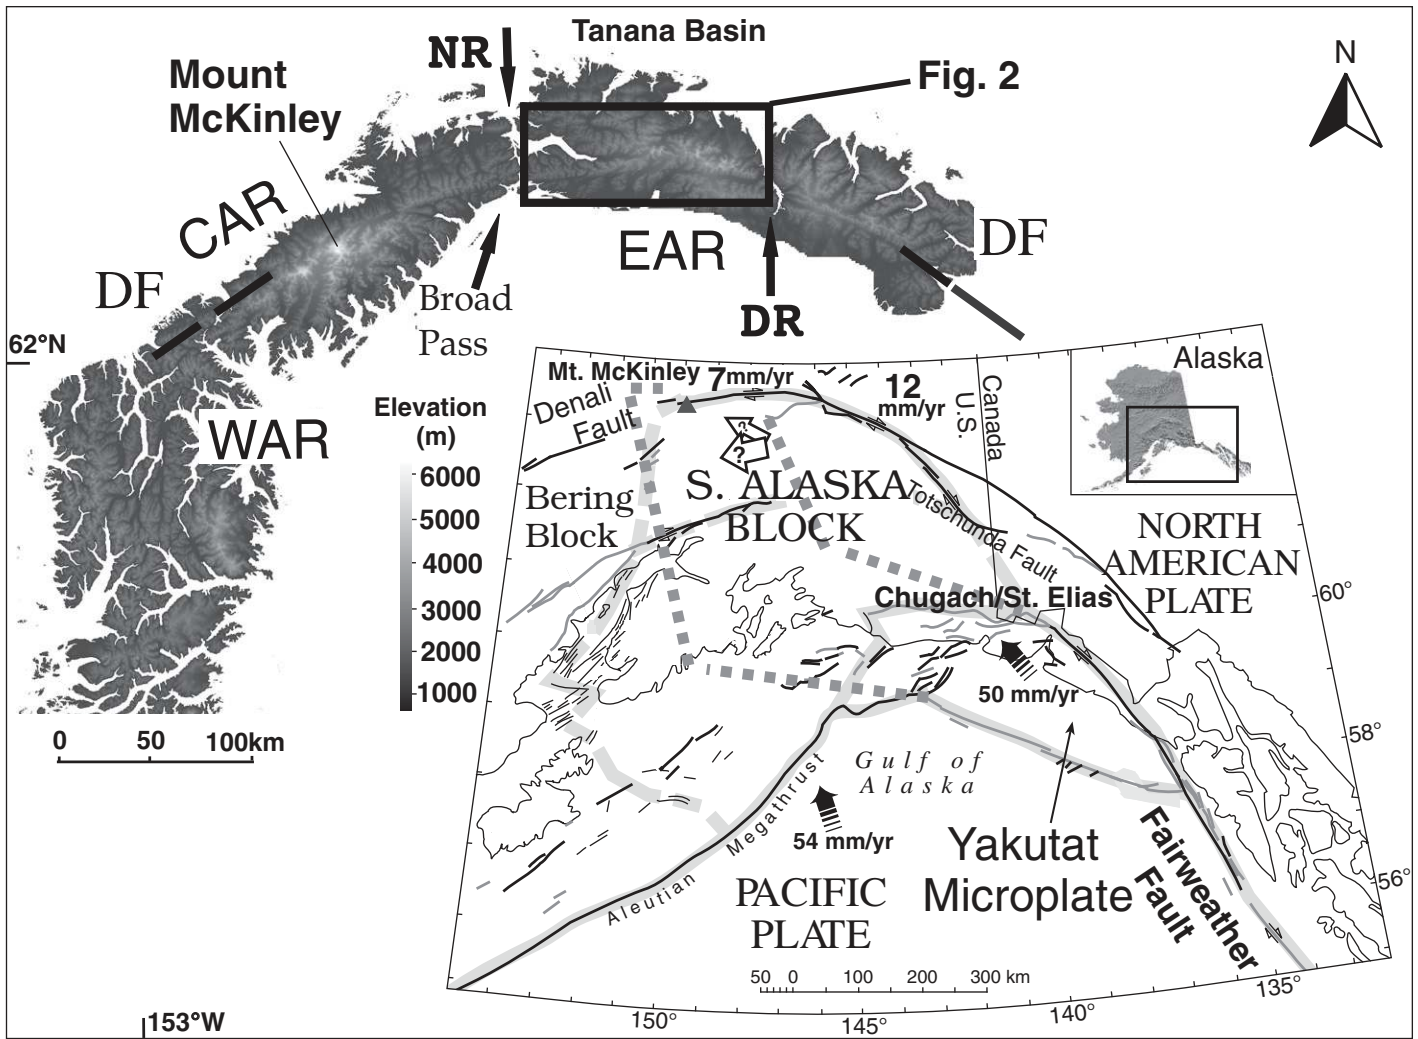 Tanana Basin
NR
Mount
McKinley
Fig. 2
N
CAR
DF
EAR
DF
Broad
Pass
DR
62°N
WAR
Elevation
(m)
6000
5000
4000
3000
2000
1000
0 50 100km
153°W
Mt. McKinley
7 mm/yr
12
mm/yr
Denali
Fault
Canada
U.S.
Alaska
?
?
Bering
Block
S. ALASKA
BLOCK
Totschunda Fault
NORTH
AMERICAN
PLATE
Chugach/St. Elias
50 mm/yr
Gulf of
Alaska
54 mm/yr
Aleutian Megathrust
Yakutat
Microplate
PACIFIC
PLATE
Fairweather
Fault
50 0 100 200 300 km
60°
58°
56°
150°
145°
140°
135°